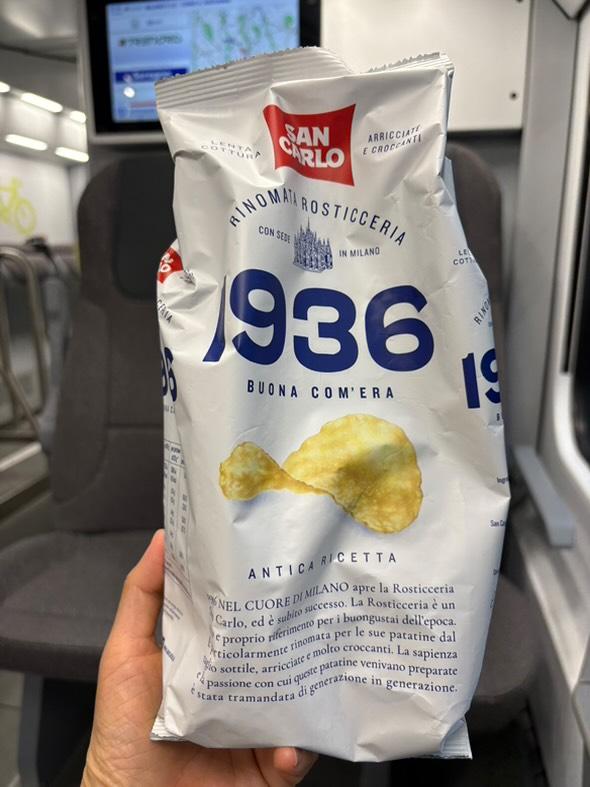 SAN
CARLO
LENTA
COTTURA
ARRICCIATE
E CROCCANTI
RINOMATA ROSTICCERIA
CON SEDE IN MILANO
1936
BUONA COM'ERA
ANTICA RICETTA
NEL CUORE DI MILANO apre la Rosticceria
Carlo, ed è subito successo. La Rosticceria è un
e proprio riferimento per i buongustai dell'epoca.
rticolarmente rinomata per le sue patatine dal
sottile, arricciate e molto croccanti. La sapienza
passione con cui queste patatine venivano preparate
è stata tramandata di generazione in generazione.